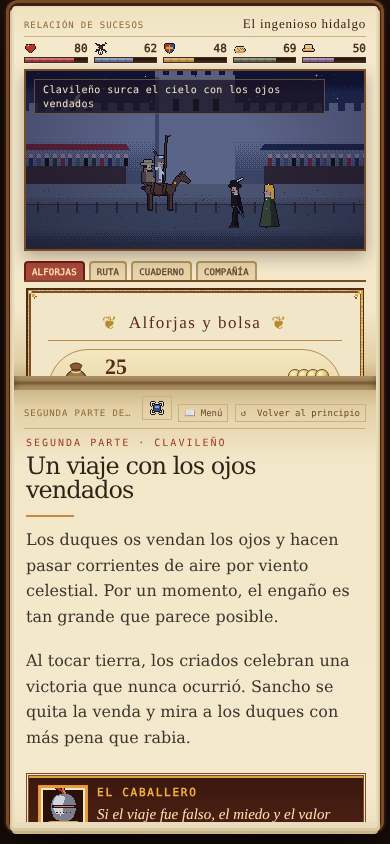 RELACIÓN DE SUCESOS
El ingenioso hidalgo
80 62 48 69 50
Clavileño surca el cielo con los ojos
vendados
ALFORJAS RUTA CUADERNO COMPAÑÍA
Alforjas y bolsa
25
SEGUNDA PARTE DE…
Menú
Volver al principio
SEGUNDA PARTE · CLAVILEÑO
Un viaje con los ojos
vendados
Los duques os vendan los ojos y hacen
pasar corrientes de aire por viento
celestial. Por un momento, el engaño es
tan grande que parece posible.
Al tocar tierra, los criados celebran una
victoria que nunca ocurrió. Sancho se
quita la venda y mira a los duques con
más pena que rabia.
EL CABALLERO
Si el viaje fue falso, el miedo y el valor